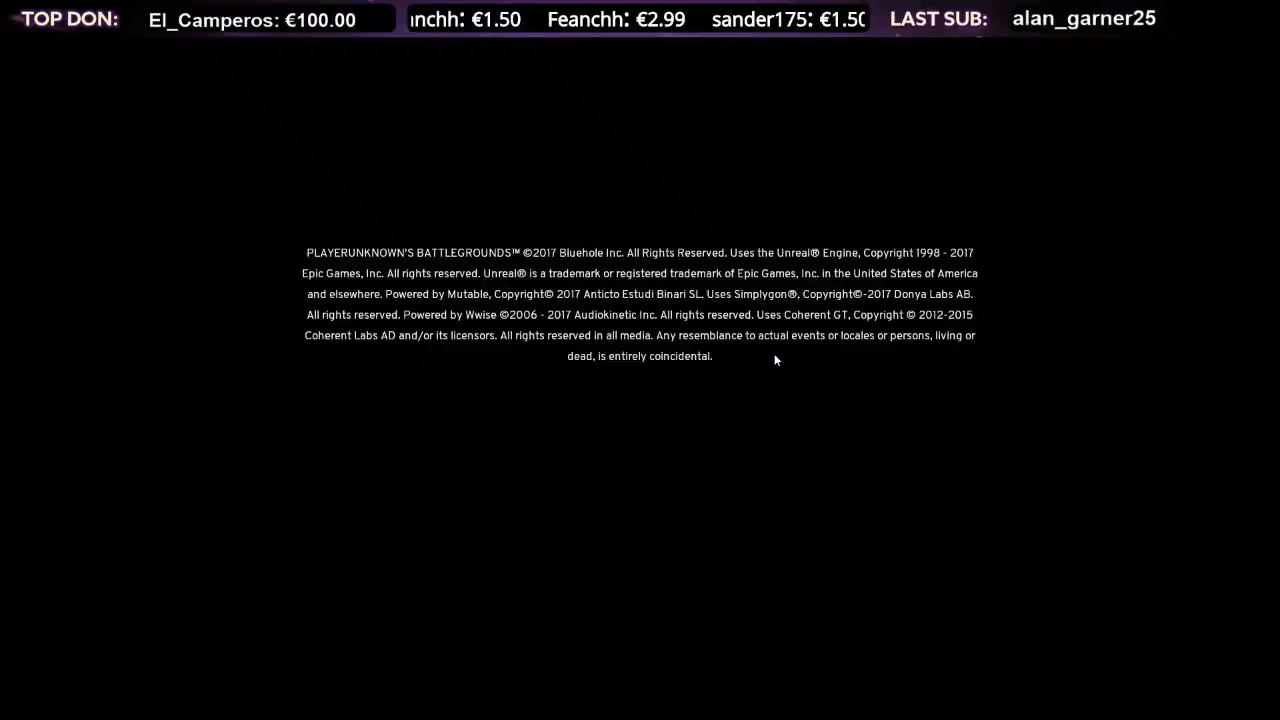 TOP DON: El_Camperos: €100.00 nchh: €1.50 Feanchh: €2.99 sander175: €1.50 LAST SUB: alan_garner25
PLAYERUNKNOWN'S BATTLEGROUNDS™ ©2017 Bluehole Inc. All Rights Reserved. Uses the Unreal® Engine, Copyright 1998 - 2017
Epic Games, Inc. All rights reserved. Unreal® is a trademark or registered trademark of Epic Games, Inc. in the United States of America
and elsewhere. Powered by Mutable, Copyright© 2017 Anticto Estudi Binari SL. Uses Simplygon®, Copyright©-2017 Donya Labs AB.
All rights reserved. Powered by Wwise ©2006 - 2017 Audiokinetic Inc. All rights reserved. Uses Coherent GT, Copyright © 2012-2015
Coherent Labs AD and/or its licensors. All rights reserved in all media. Any resemblance to actual events or locales or persons, living or
dead, is entirely coincidental.